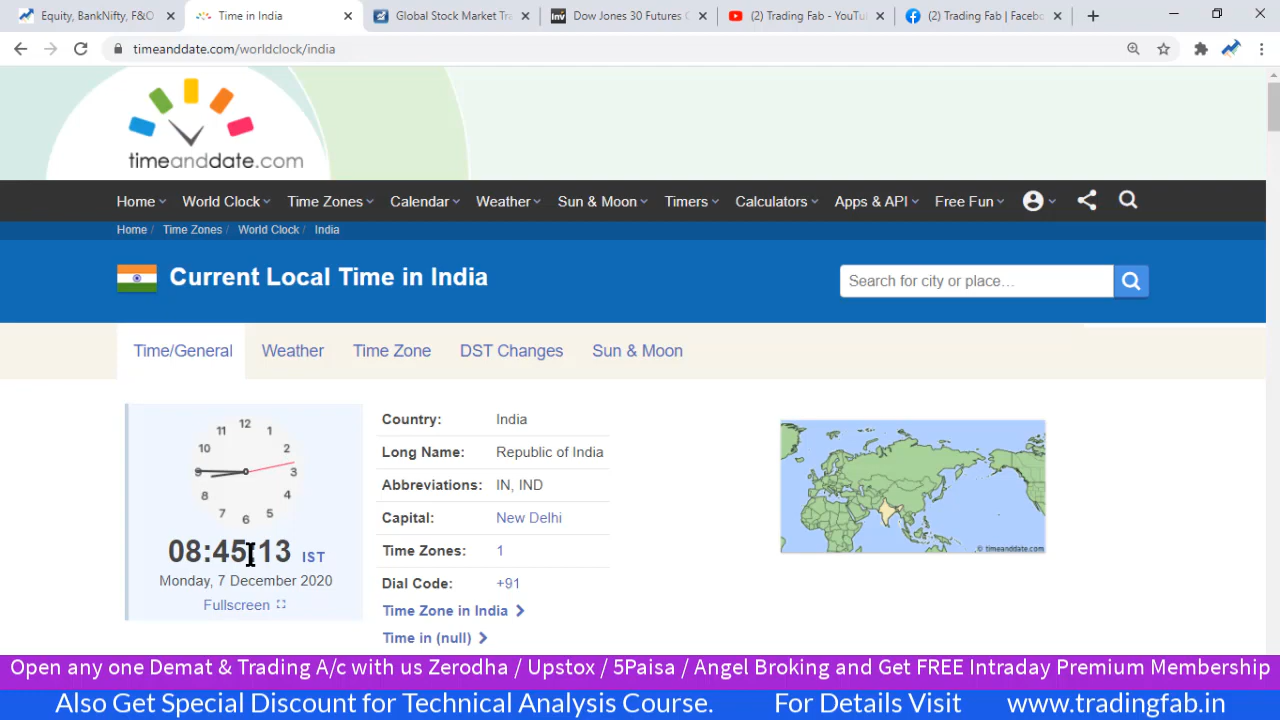 Equity, BankNifty, F&O
Time in India
Global Stock Market Tra
Inv
Dow Jones 30 Futures C
(2) Trading Fab - YouTu
(2) Trading Fab | Facebo
timeanddate.com/worldclock/india
timeanddate.com
Home World Clock Time Zones Calendar Weather Sun & Moon Timers Calculators Apps & API Free Fun
Home / Time Zones / World Clock / India
Current Local Time in India
Search for city or place…
Time/General Weather Time Zone DST Changes Sun & Moon
12
1
2
3
4
5
6
7
8
9
10
11
08:45:13 IST
Monday, 7 December 2020
Fullscreen
Country: India
Long Name: Republic of India
Abbreviations: IN, IND
Capital: New Delhi
Time Zones: 1
Dial Code: +91
Time Zone in India
Time in (null)
© timeanddate.com
Open any one Demat & Trading A/c with us Zerodha / Upstox / 5Paisa / Angel Broking and Get FREE Intraday Premium Membership
Also Get Special Discount for Technical Analysis Course. For Details Visit www.tradingfab.in